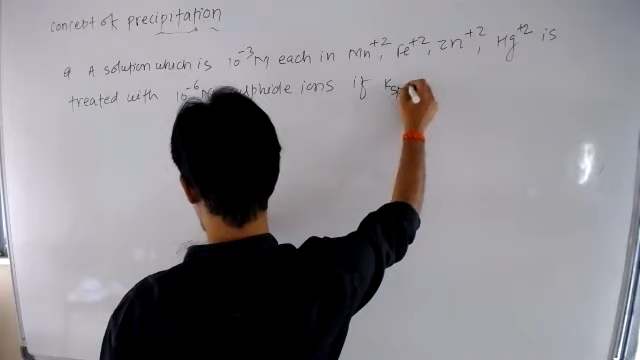 concept of precipitation
Q A solution which is 10⁻³M each in Mn⁺², Fe⁺², Zn⁺², Hg⁺² is
treated with 10⁻⁶M sulphide ions if Ksp